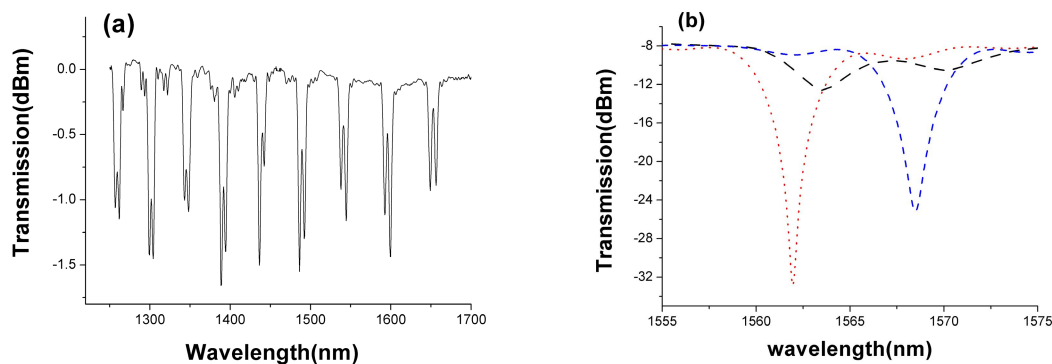 (a)
Transmission(dBm)
0.0
-0.5
-1.0
-1.5
1300 1400 1500 1600 1700
Wavelength(nm)
(b)
Transmission(dBm)
-8
-12
-16
-20
-24
-28
-32
1555 1560 1565 1570 1575
wavelength(nm)